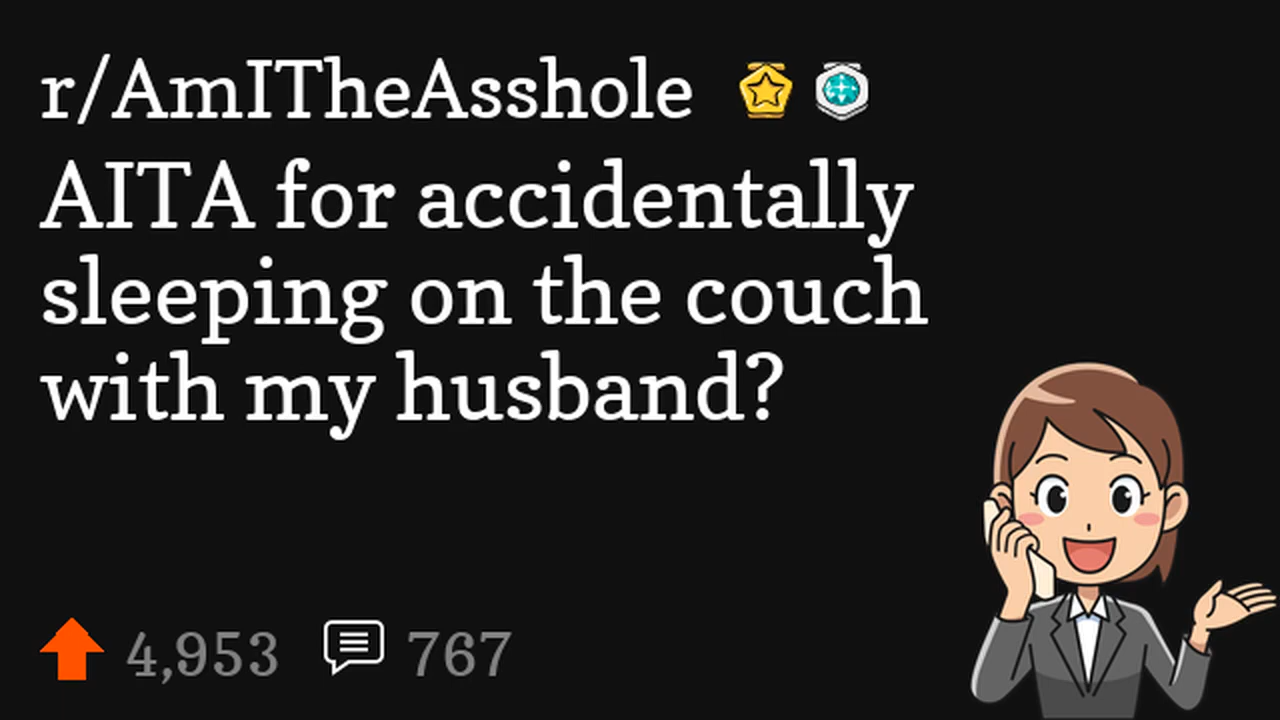 r/AmITheAsshole
AITA for accidentally
sleeping on the couch
with my husband?
4,953 767